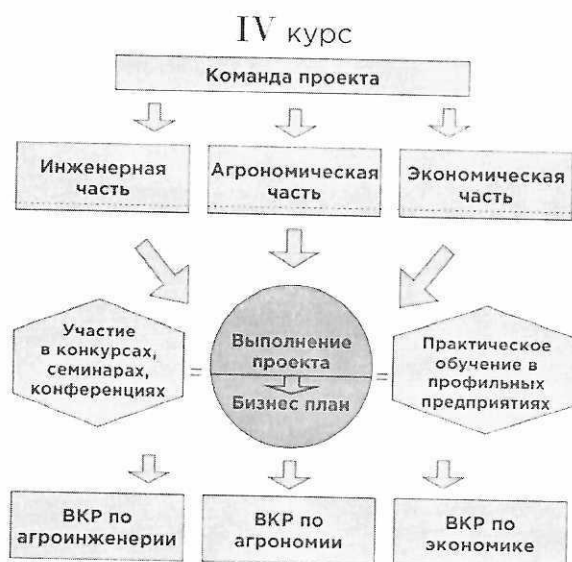 IV курс
Команда проекта
Инженерная
часть
Агрономическая
часть
Экономическая
часть
Участие
в конкурсах,
семинарах,
конференциях
=
Выполнение
проекта
Бизнес план
=
Практическое
обучение в
профильных
предприятиях
ВКР по
агроинженерии
ВКР по
агрономии
ВКР по
экономике